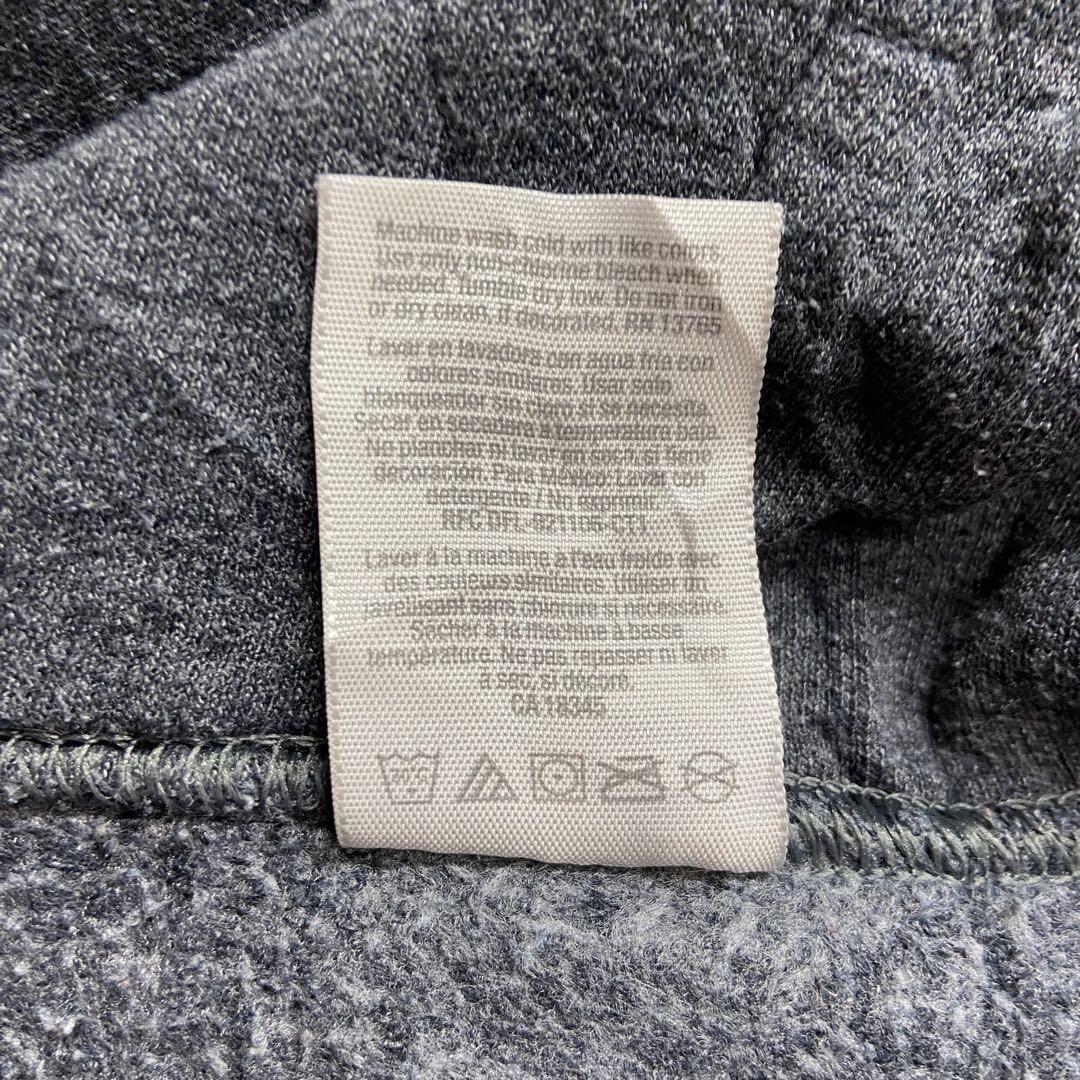 Machine wash cold with like colors.
Use only non-chlorine bleach when
needed. Tumble dry low. Do not iron
or dry clean, if decorated. RN 13765
Lavar en lavadora con agua fria con
colores similares. Usar solo
blanqueador sin cloro si se necesita.
Secar en secadora a temperatura baja.
Ne planchar ni lavar en seco, si tiene
decoración. Para México: Lavar con
detergente / No exprimir
RFC DFL-921106-CT1
Laver à la machine a l'eau froide avec
des couleurs similaires. Utiliser un
javellisant sans chlorure si nécessaire.
Sècher à la machine à basse
température. Ne pas repasser ni laver
a sec, si décoré.
CA 18345
30°C